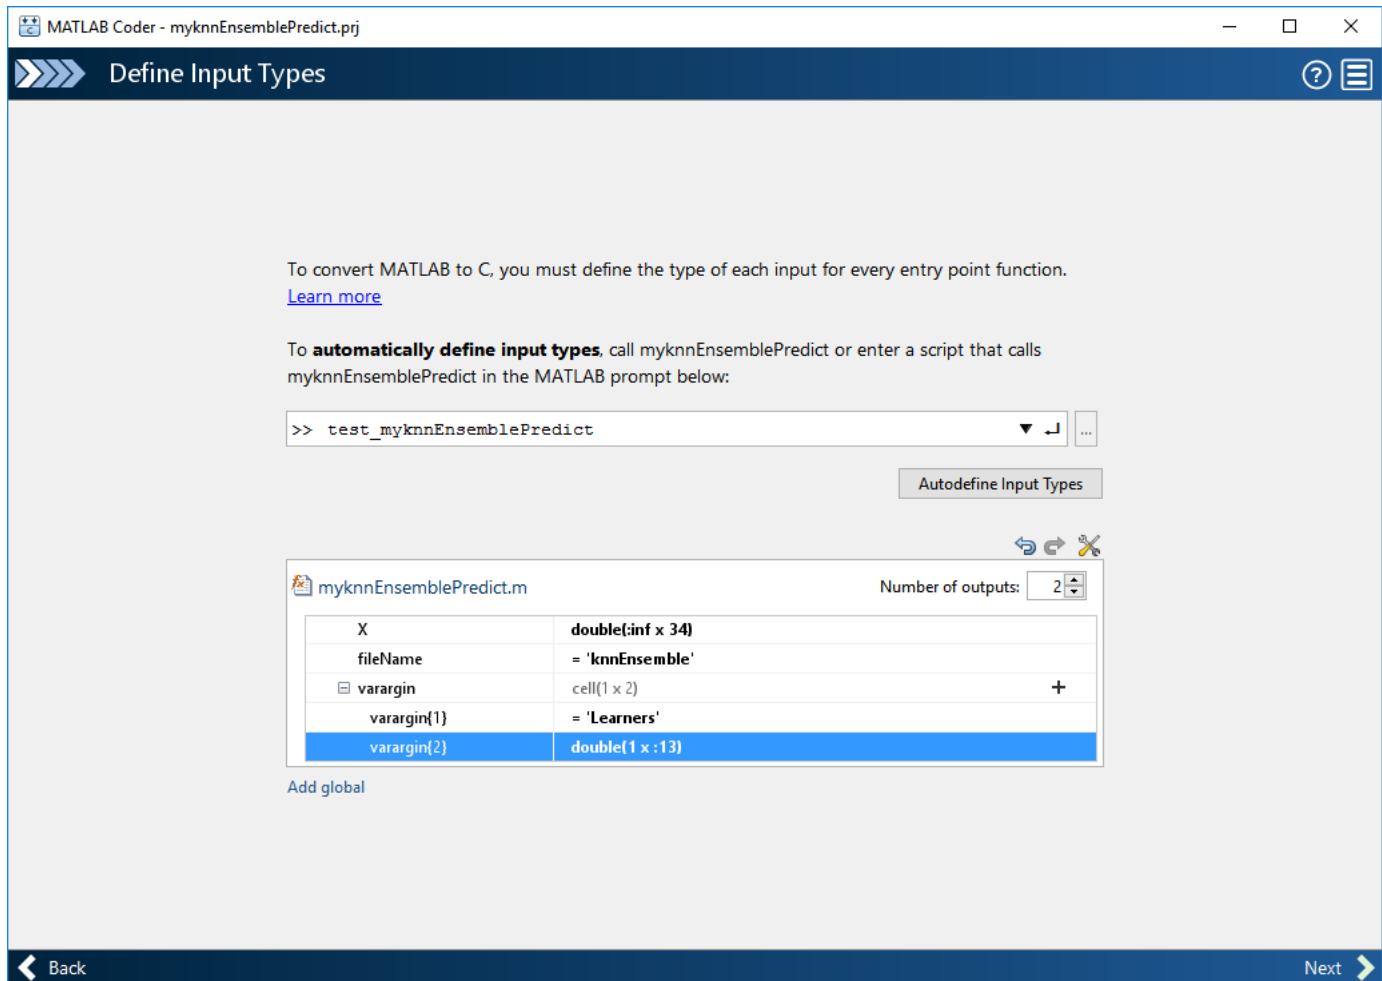 MATLAB Coder - myknnEnsemblePredict.prj
Define Input Types
To convert MATLAB to C, you must define the type of each input for every entry point function.
Learn more
To automatically define input types, call myknnEnsemblePredict or enter a script that calls
myknnEnsemblePredict in the MATLAB prompt below:
>> test_myknnEnsemblePredict
...
Autodefine Input Types
myknnEnsemblePredict.m Number of outputs: 2
X double(:inf x 34)
fileName = 'knnEnsemble'
varargin cell(1 x 2) +
varargin{1} = 'Learners'
varargin{2} double(1 x :13)
Add global
Back Next